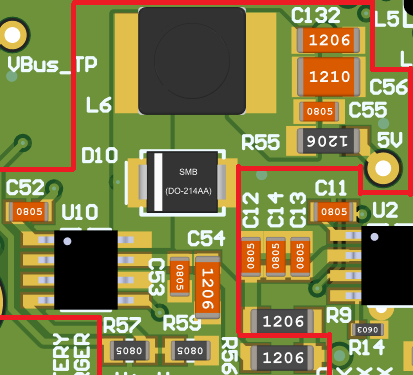 C132
L5
1206
VBus_TP
1210
L
C56
L6
0805
C55
R55
1206
5V
D10
SMB
(DO-214AA)
C52
0805
U10
C12
C14
C13
C11
0805
U2
C54
C53
0805
1206
0805
0805
0805
R57
R59
0805
0805
R56
1206
R9
0603
R14
1206
TERY
RGER